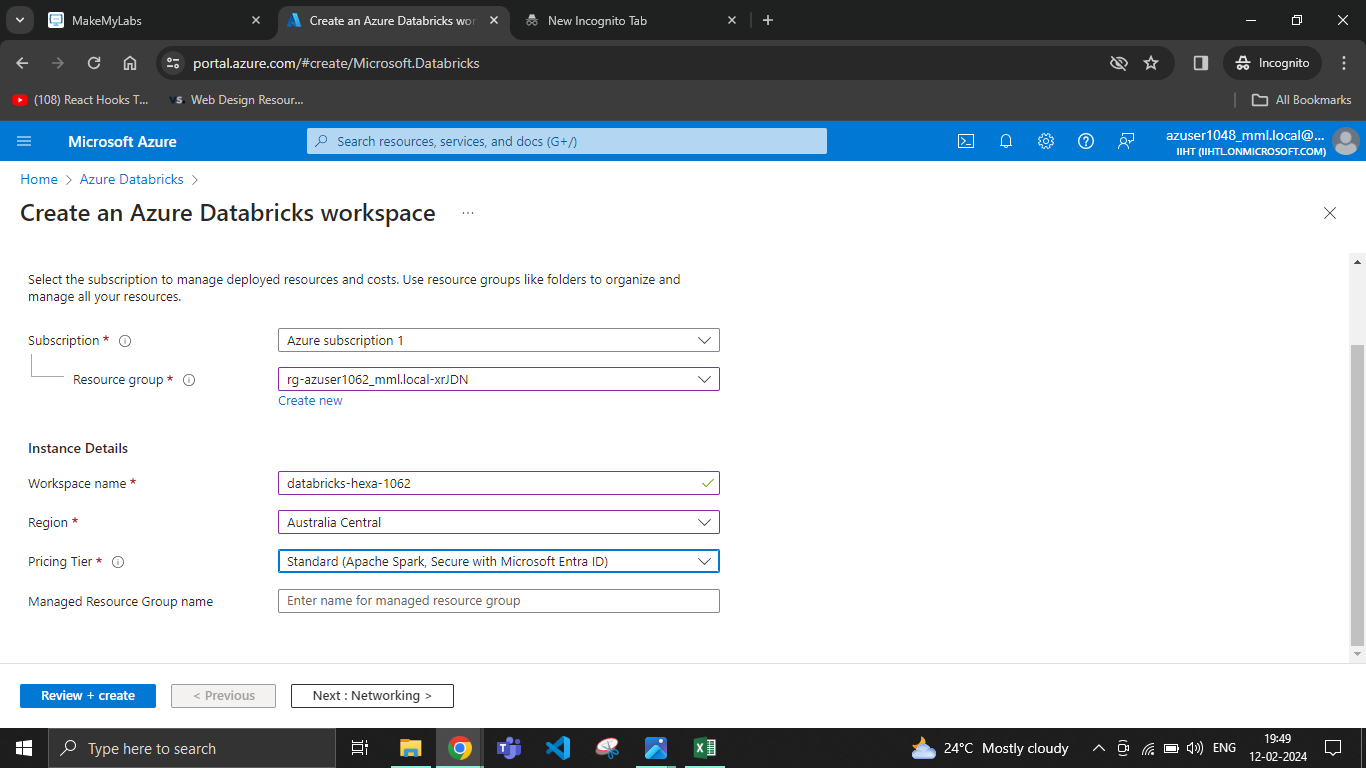 MakeMyLabs
Create an Azure Databricks wor
New Incognito Tab
portal.azure.com/#create/Microsoft.Databricks
Incognito
(108) React Hooks T...
VS.
Web Design Resour...
All Bookmarks
Microsoft Azure
Search resources, services, and docs (G+/)
azuser1048_mml.local@...
IIHT (IIHTL.ONMICROSOFT.COM)
Home > Azure Databricks >
Create an Azure Databricks workspace ...
Select the subscription to manage deployed resources and costs. Use resource groups like folders to organize and
manage all your resources.
Subscription *
Azure subscription 1
Resource group *
rg-azuser1062_mml.local-xrJDN
Create new
Instance Details
Workspace name *
databricks-hexa-1062
Region *
Australia Central
Pricing Tier *
Standard (Apache Spark, Secure with Microsoft Entra ID)
Managed Resource Group name
Enter name for managed resource group
Review + create
< Previous
Next : Networking >
Type here to search
24°C Mostly cloudy
ENG
19:49
12-02-2024